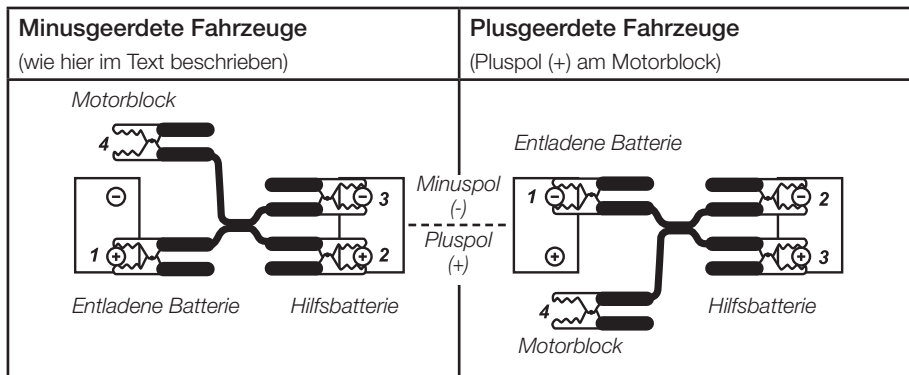 Minusgeerdete Fahrzeuge
(wie hier im Text beschrieben)
Motorblock
4
3
1
2
Entladene Batterie
Hilfsbatterie
Minuspol
(-)
Pluspol
(+)
Plusgeerdete Fahrzeuge
(Pluspol (+) am Motorblock)
Entladene Batterie
1
2
3
4
Hilfsbatterie
Motorblock